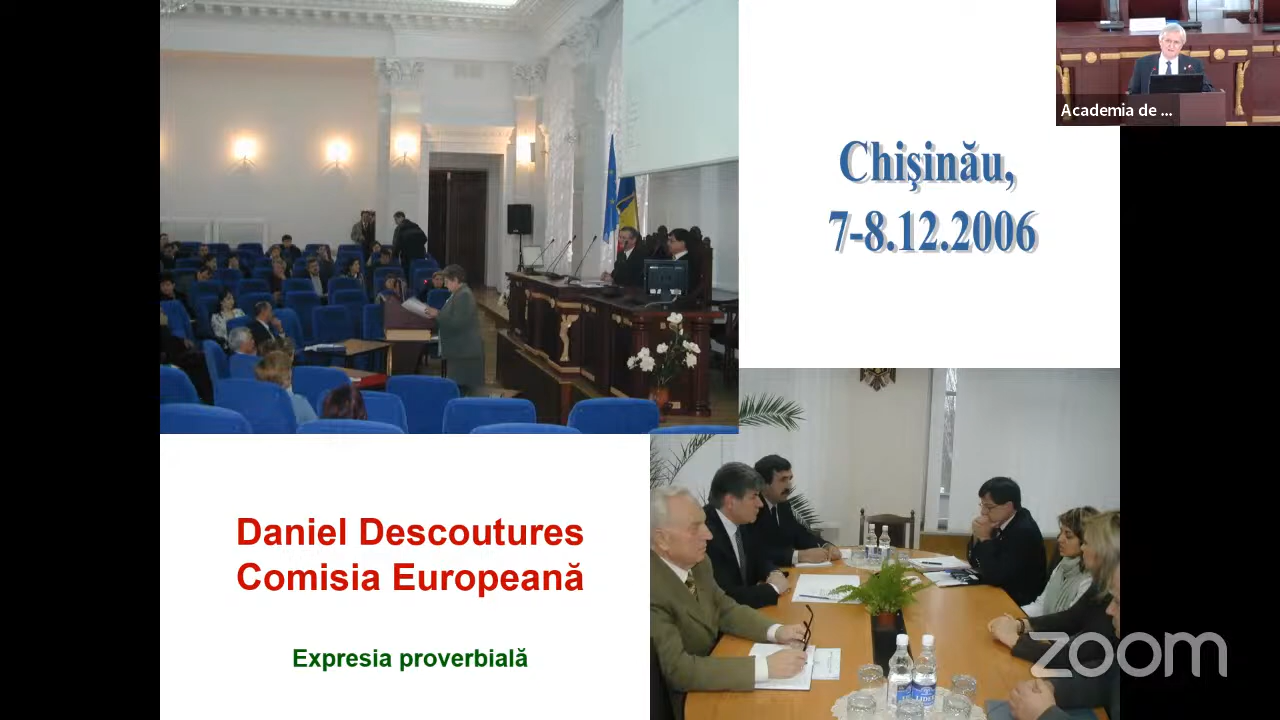 Academia de ...
Chişinău,
7-8.12.2006
Daniel Descoutures
Comisia Europeană
Expresia proverbială
zoom